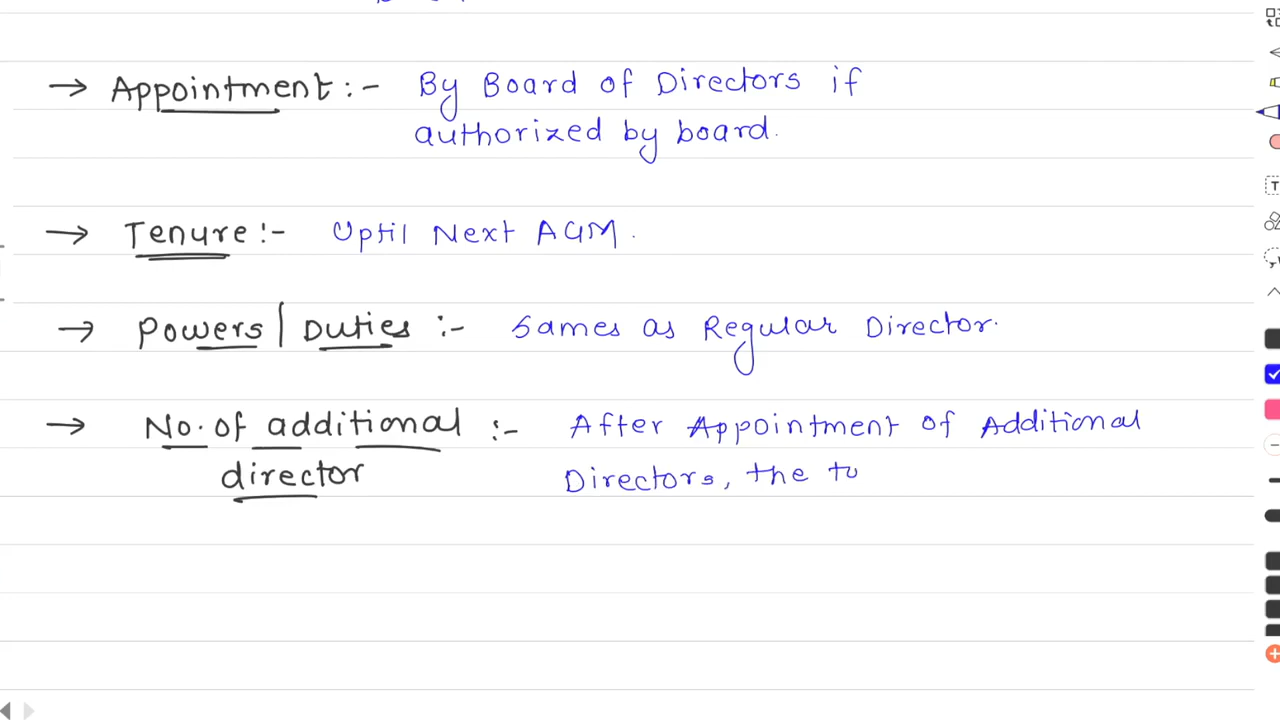 → Appointment :- By Board of Directors if
authorized by board.
→ Tenure :- Uptil Next AGM.
→ Powers | Duties :- Sames as Regular Director.
→ No. of additional :- After Appointment of Additional
director Directors, the to